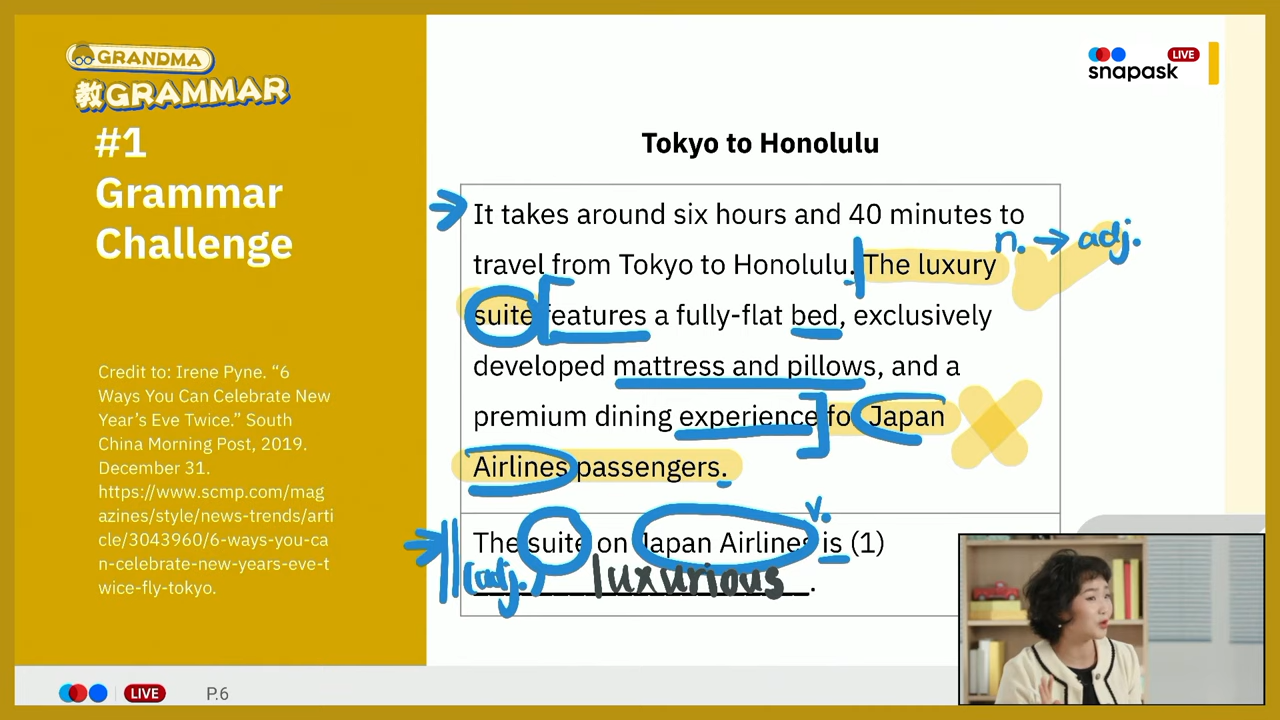 GRANDMA
教GRAMMAR
#1
Grammar
Challenge
Credit to: Irene Pyne. “6
Ways You Can Celebrate New
Year’s Eve Twice.” South
China Morning Post, 2019.
December 31.
https://www.scmp.com/mag
azines/style/news-trends/arti
cle/3043960/6-ways-you-ca
n-celebrate-new-years-eve-t
wice-fly-tokyo.
LIVE
P.6
LIVE
snapask
Tokyo to Honolulu
It takes around six hours and 40 minutes to
n. → adj.
travel from Tokyo to Honolulu. The luxury
suite features a fully-flat bed, exclusively
developed mattress and pillows, and a
premium dining experience for Japan
Airlines passengers.
v.
The suite on Japan Airlines is (1)
(adj.) luxurious.